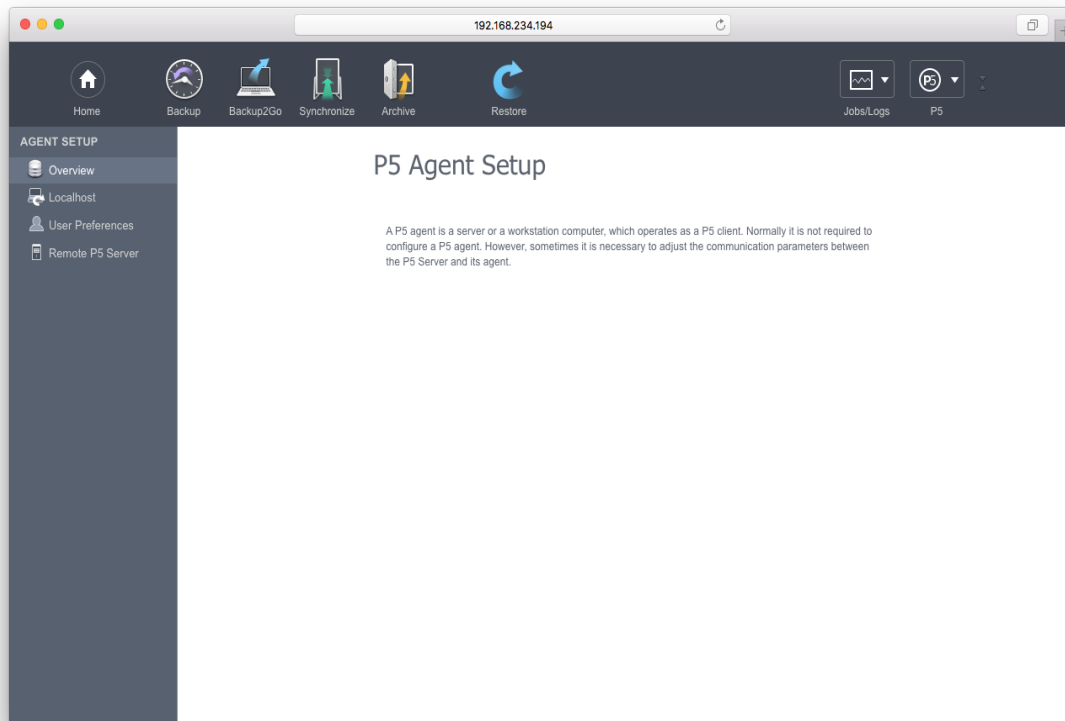 192.168.234.194
Home
Backup
Backup2Go
Synchronize
Archive
Restore
Jobs/Logs
P5
P5
AGENT SETUP
Overview
Localhost
User Preferences
Remote P5 Server
P5 Agent Setup
A P5 agent is a server or a workstation computer, which operates as a P5 client. Normally it is not required to
configure a P5 agent. However, sometimes it is necessary to adjust the communication parameters between
the P5 Server and its agent.